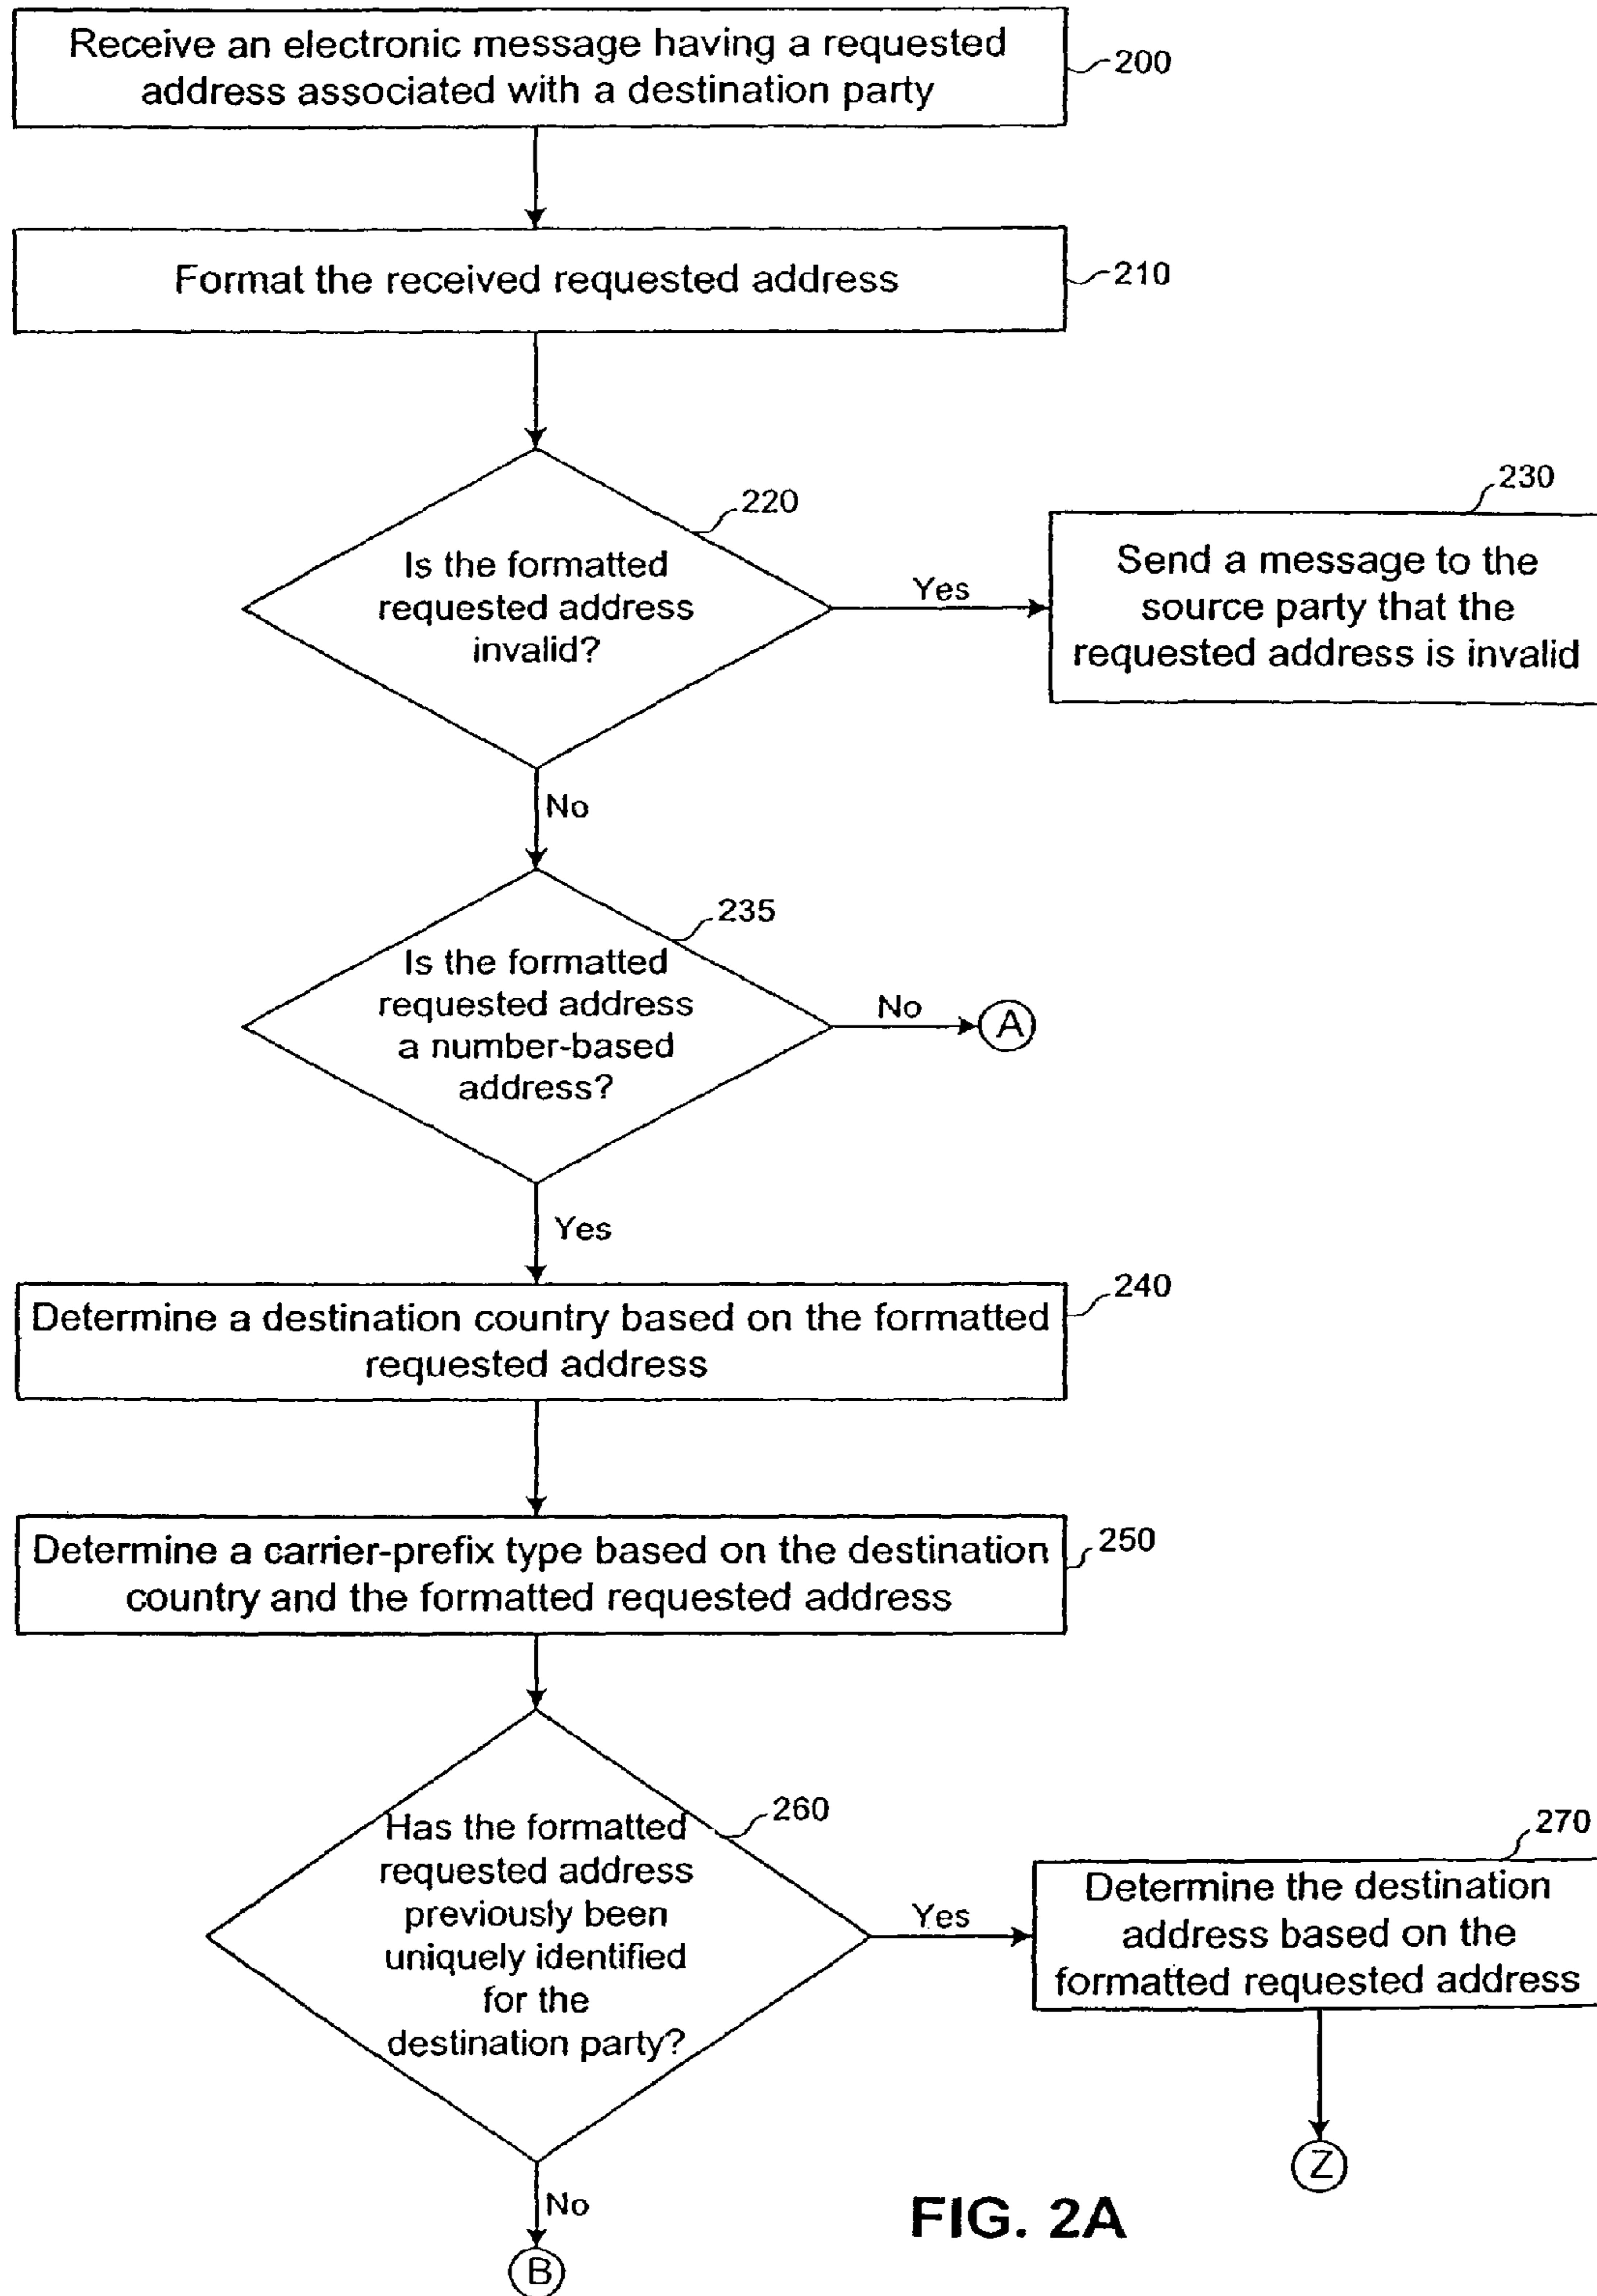 Receive an electronic message having a requested
address associated with a destination party
200
Format the received requested address
210
220
Is the formatted
requested address
invalid?
Yes
230
Send a message to the
source party that the
requested address is invalid
No
235
Is the formatted
requested address
a number-based
address?
No
A
Yes
240
Determine a destination country based on the formatted
requested address
250
Determine a carrier-prefix type based on the destination
country and the formatted requested address
260
Has the formatted
requested address
previously been
uniquely identified
for the
destination party?
Yes
270
Determine the destination
address based on the
formatted requested address
Z
No
B
FIG. 2A